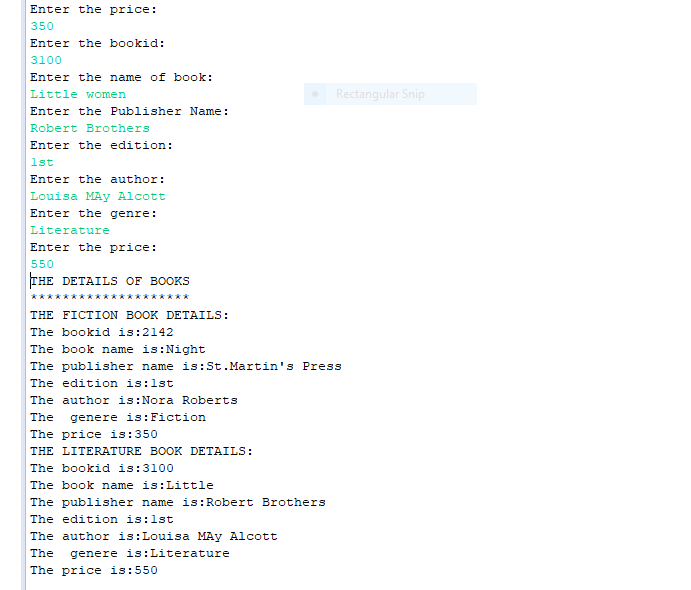 Enter the price:
350
Enter the bookid:
3100
Enter the name of book:
Little women
Rectangular Snip
Enter the Publisher Name:
Robert Brothers
Enter the edition:
1st
Enter the author:
Louisa MAy Alcott
Enter the genre:
Literature
Enter the price:
550
THE DETAILS OF BOOKS
********************
THE FICTION BOOK DETAILS:
The bookid is:2142
The book name is:Night
The publisher name is:St.Martin's Press
The edition is:1st
The author is:Nora Roberts
The  genere is:Fiction
The price is:350
THE LITERATURE BOOK DETAILS:
The bookid is:3100
The book name is:Little
The publisher name is:Robert Brothers
The edition is:1st
The author is:Louisa MAy Alcott
The  genere is:Literature
The price is:550